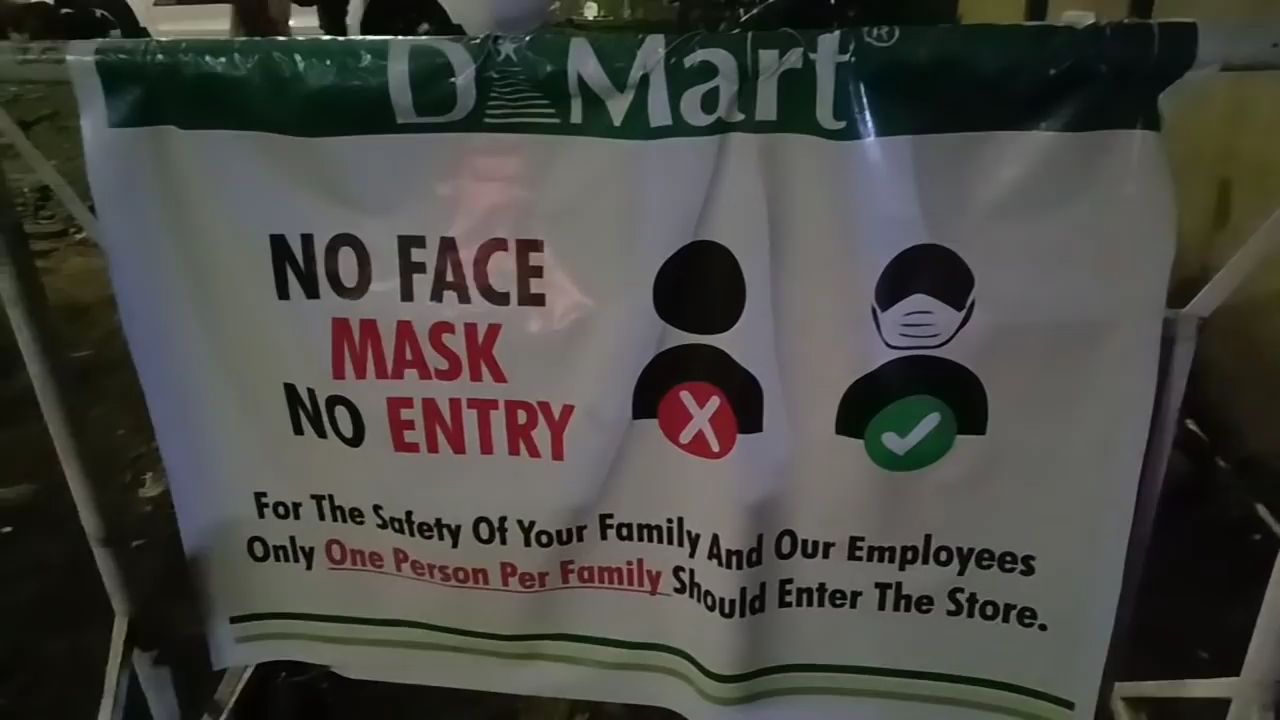 D Mart®
NO FACE
MASK
NO ENTRY
For The Safety Of Your Family And Our Employees
Only One Person Per Family Should Enter The Store.